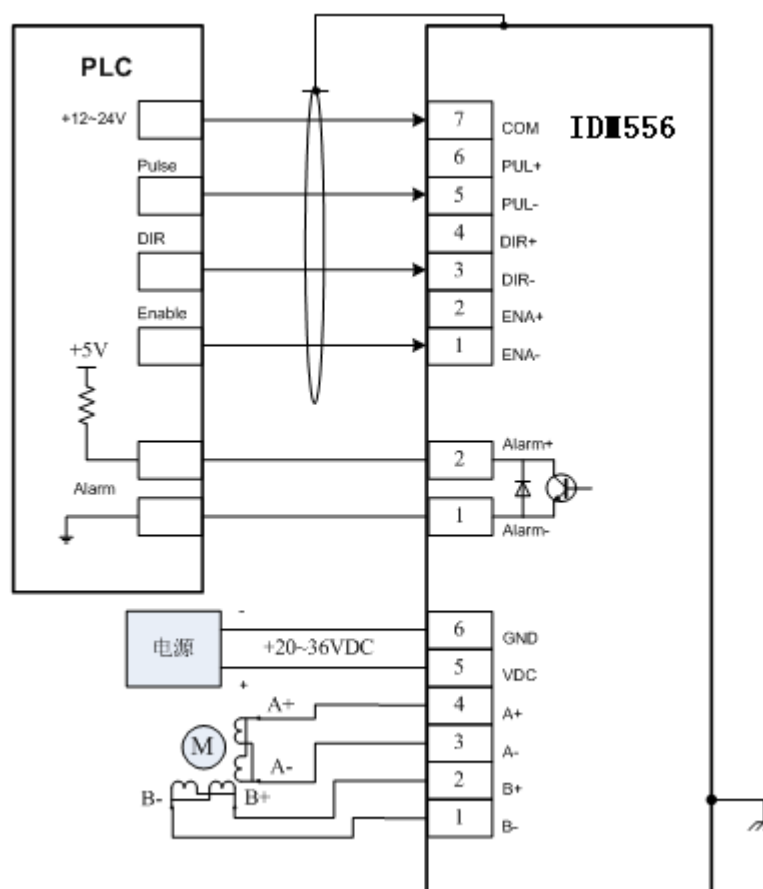 PLC
IDM556
+12~24V
7
COM
6
PUL+
Pulse
5
PUL-
4
DIR+
DIR
3
DIR-
2
ENA+
Enable
1
ENA-
+5V
2
Alarm+
Alarm
1
Alarm-
-
电源
+20~36VDC
+
6
GND
5
VDC
A+
4
A+
M
A-
3
A-
B-
B+
2
B+
1
B-